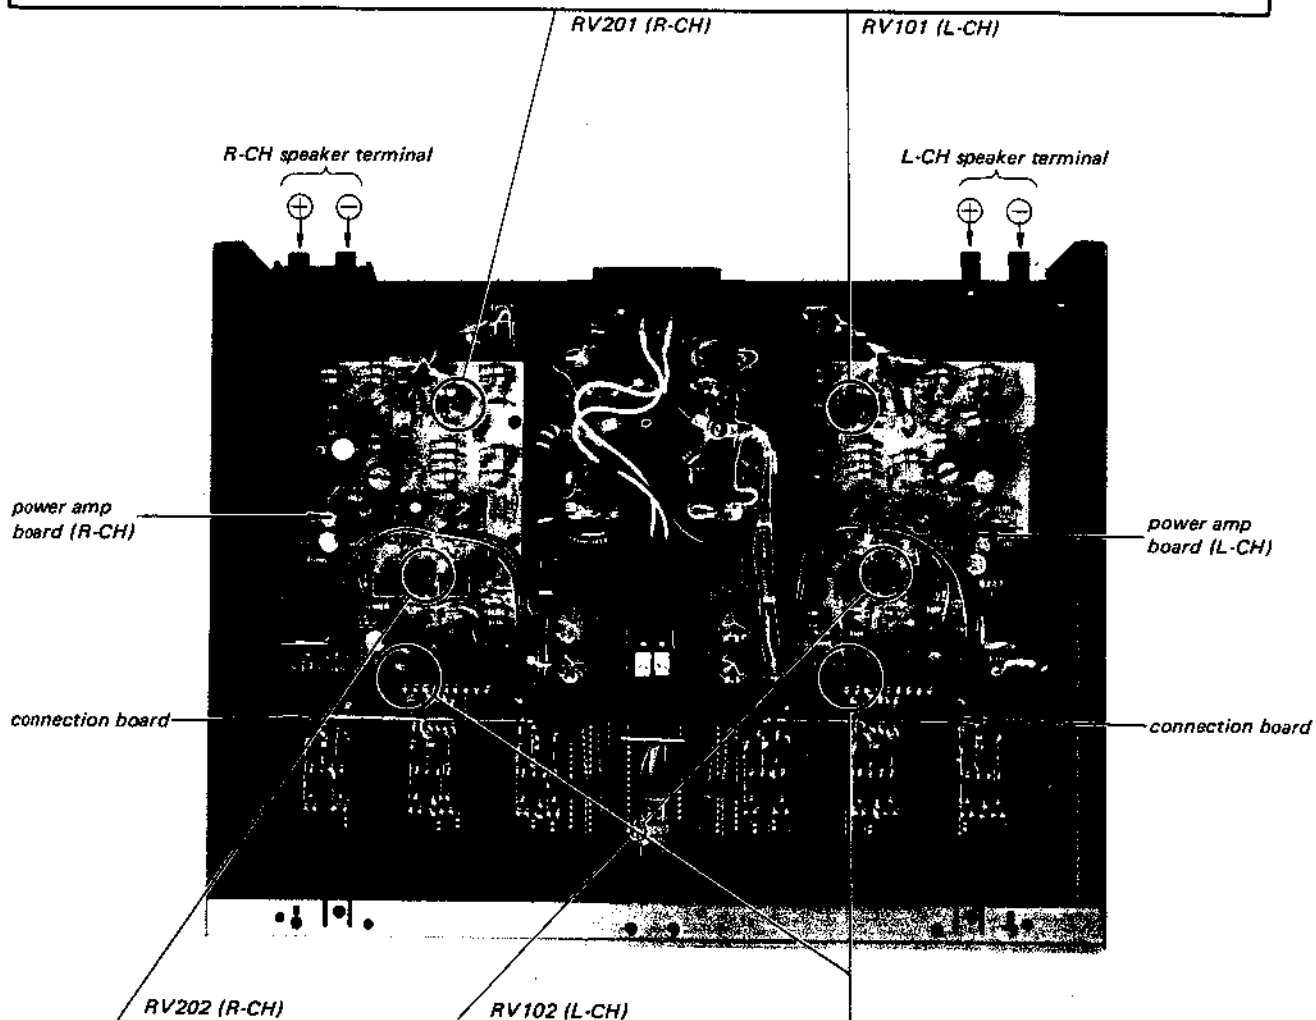 RV201 (R-CH)
RV101 (L-CH)
R-CH speaker terminal
L-CH speaker terminal
+ −
+ −
power amp
board (R-CH)
power amp
board (L-CH)
connection board
connection board
RV202 (R-CH)
RV102 (L-CH)